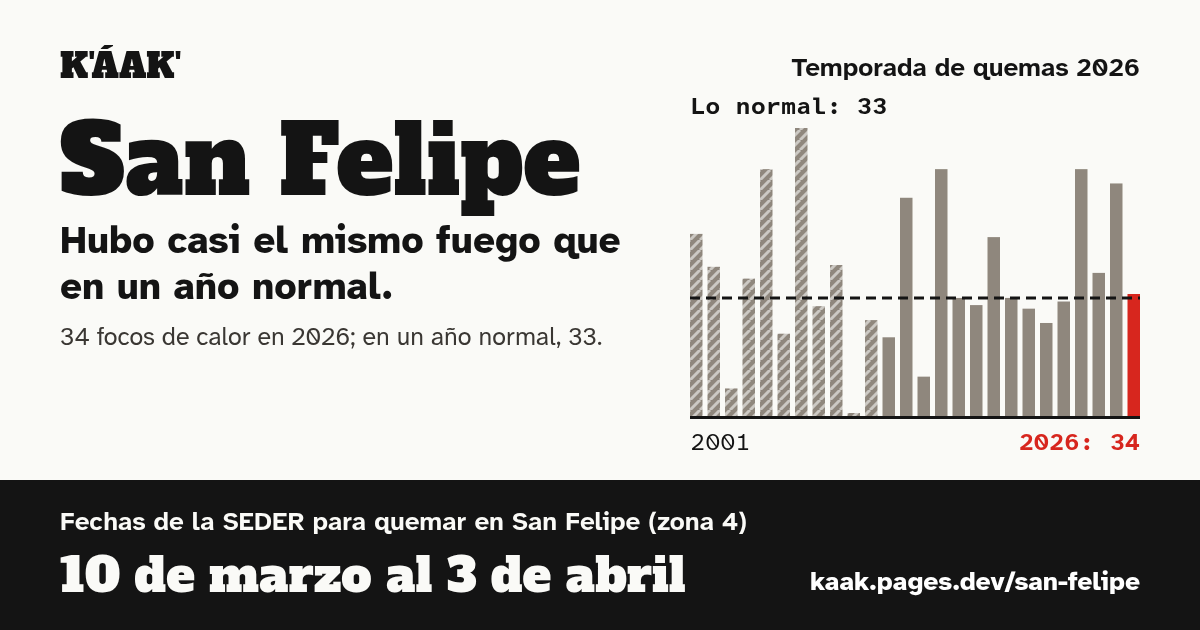 K'ÁAK'
San Felipe
Hubo casi el mismo fuego que
en un año normal.
34 focos de calor en 2026; en un año normal, 33.
Temporada de quemas 2026
Lo normal: 33
2001
2026: 34
Fechas de la SEDER para quemar en San Felipe (zona 4)
10 de marzo al 3 de abril
kaak.pages.dev/san-felipe